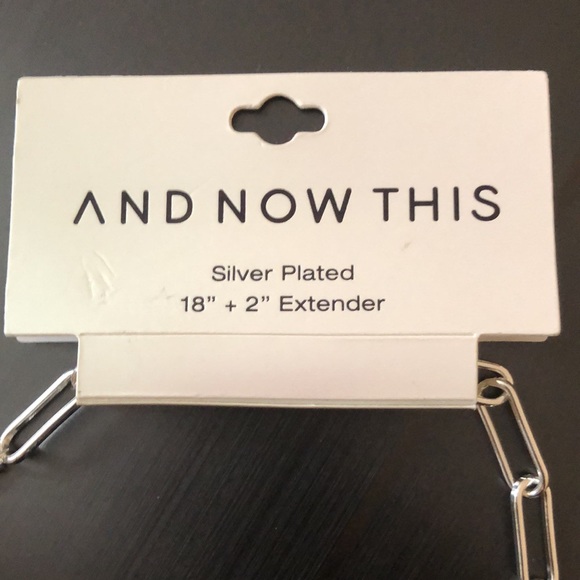 AND NOW THIS
Silver Plated
18” + 2” Extender